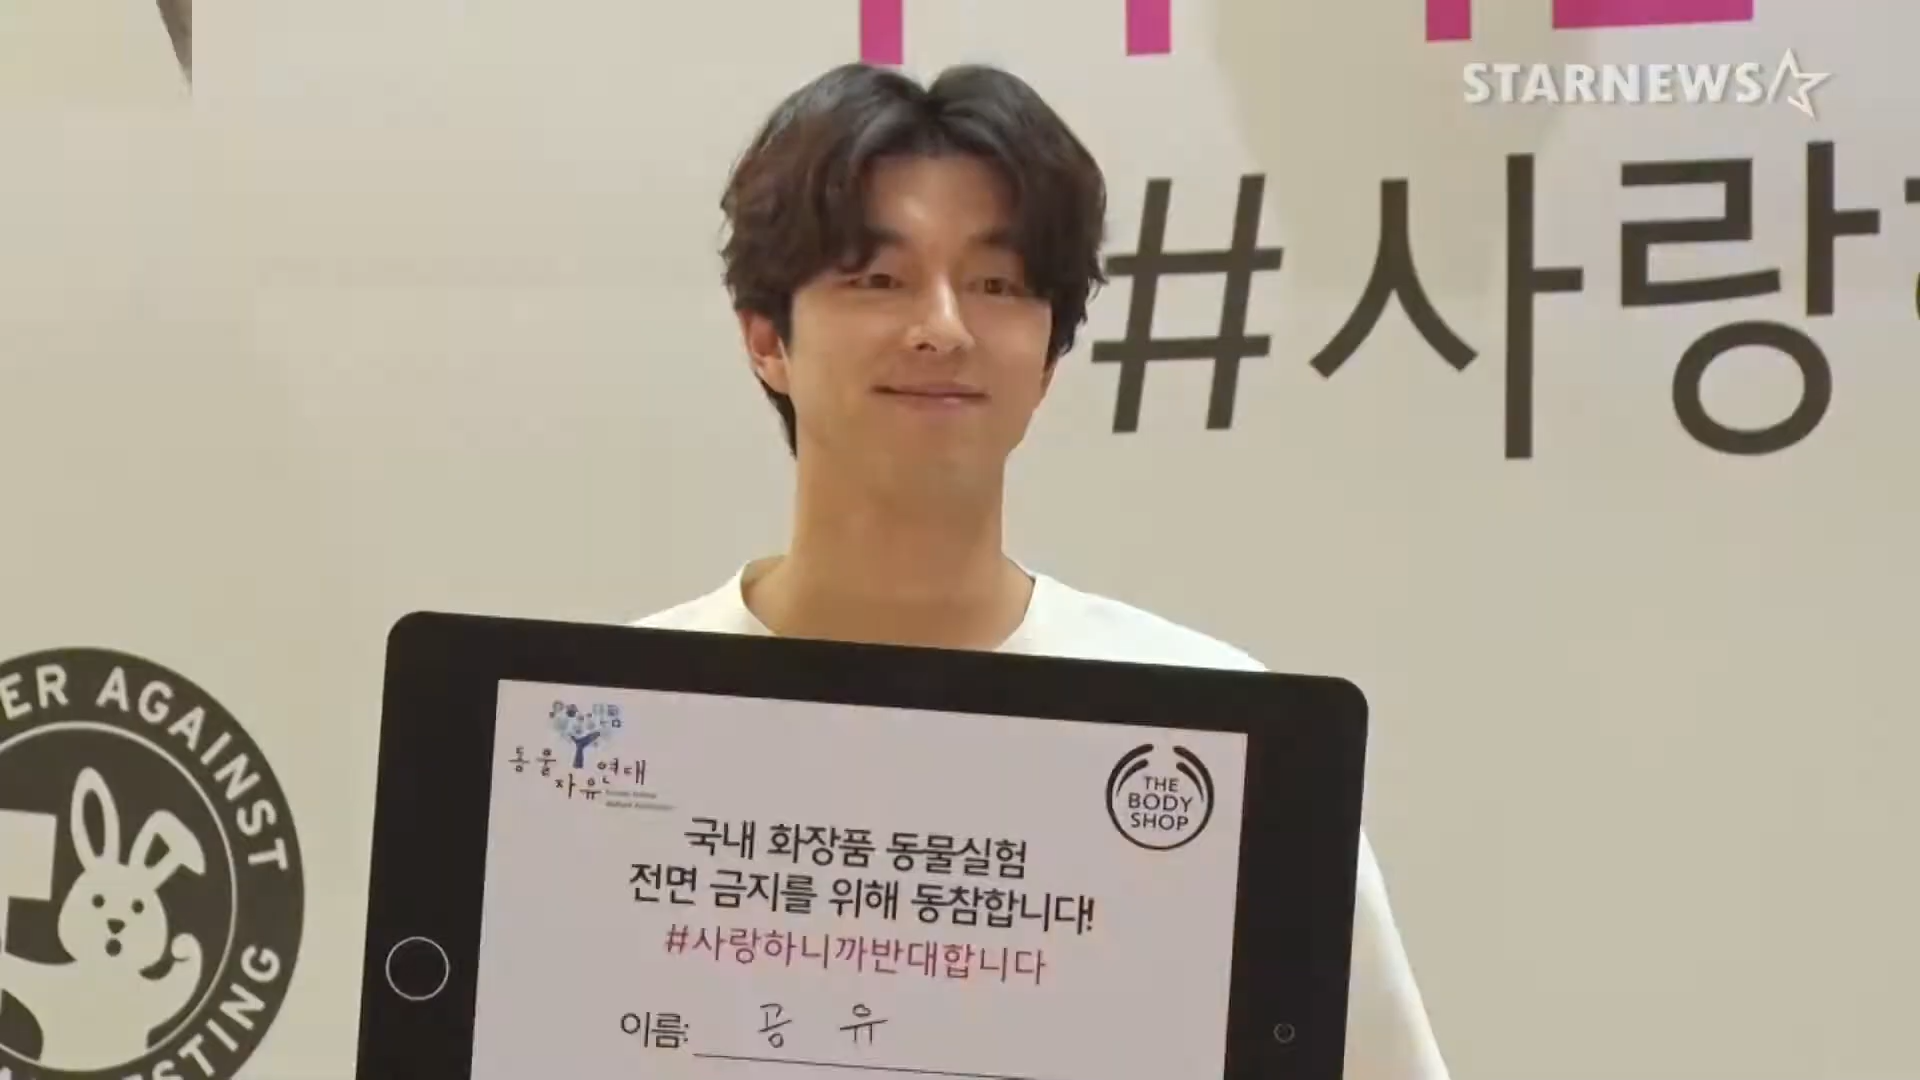 STARNEWS
#사랑
ER AGAINST
TESTING
동물
자유
연대
THE
BODY
SHOP
국내 화장품 동물실험
전면 금지를 위해 동참합니다!
#사랑하니까반대합니다
이름: 공유